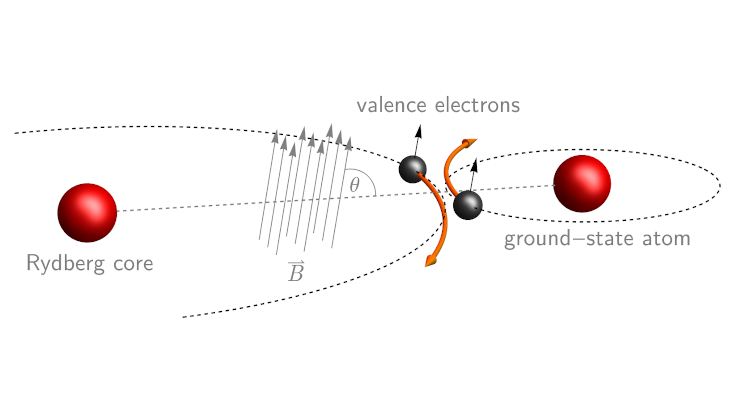 valence electrons
θ
ground−state atom
Rydberg core
B⃗